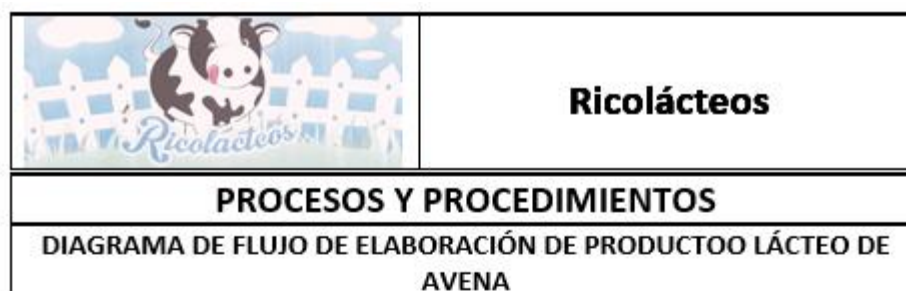 Ricolácteos...
Ricolácteos
PROCESOS Y PROCEDIMIENTOS
DIAGRAMA DE FLUJO DE ELABORACIÓN DE PRODUCTOO LÁCTEO DE
AVENA